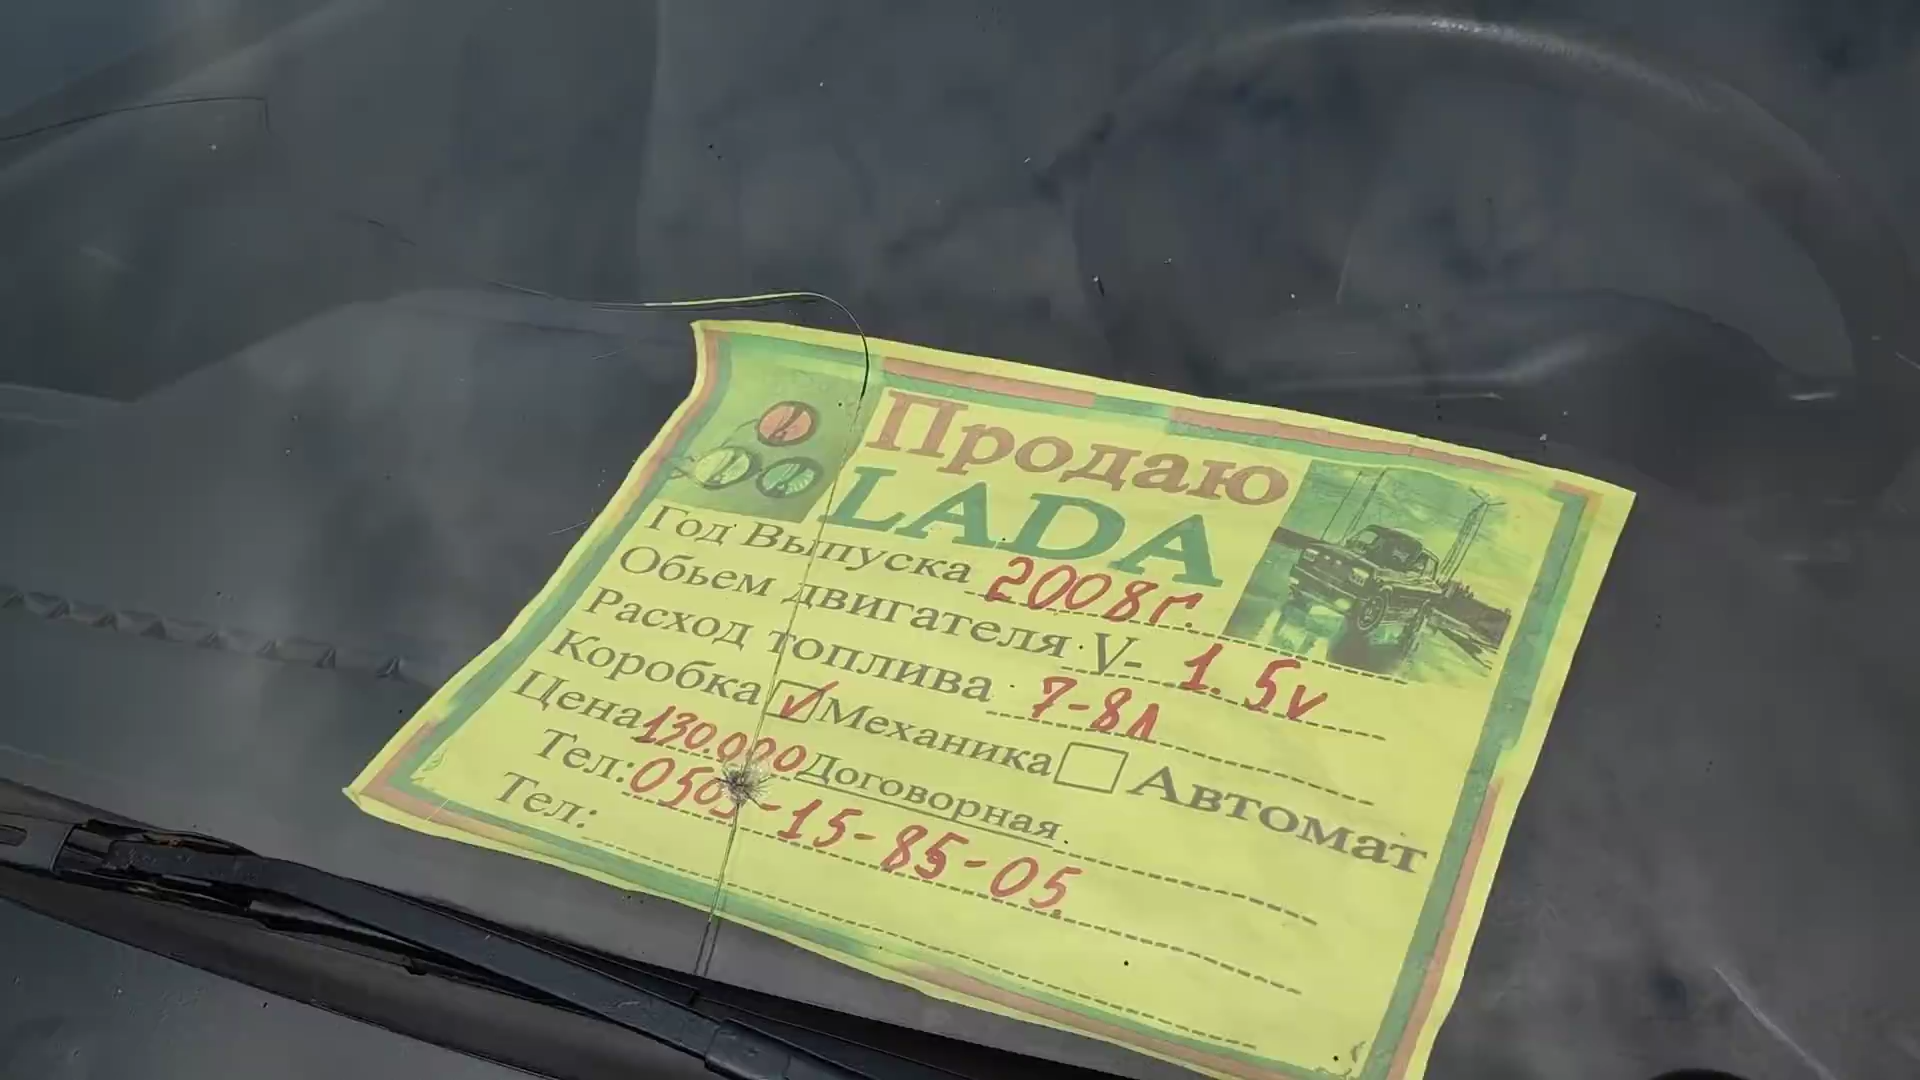 Продаю
LADA
Год Выпуска 2008г.
Обьем двигателя V- 1.5v
Расход топлива 7-8л
Коробка ✓ Механика Автомат
Цена 130.000 Договорная
Тел: 0505-15-85-05.
Тел: